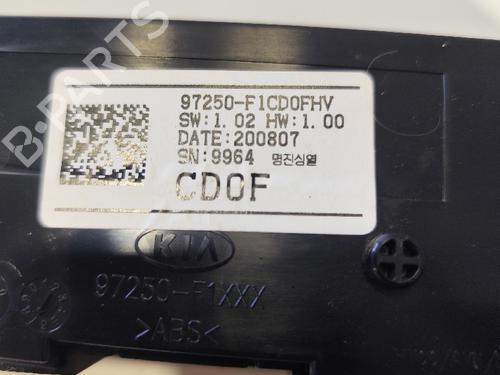 97250-F1CD0FHV
SW:1.02 HW:1.00
DATE:200807
SN:9964 명진싱열
CD0F
KIA
97250-F1XXX
>ABS<
B-PARTS